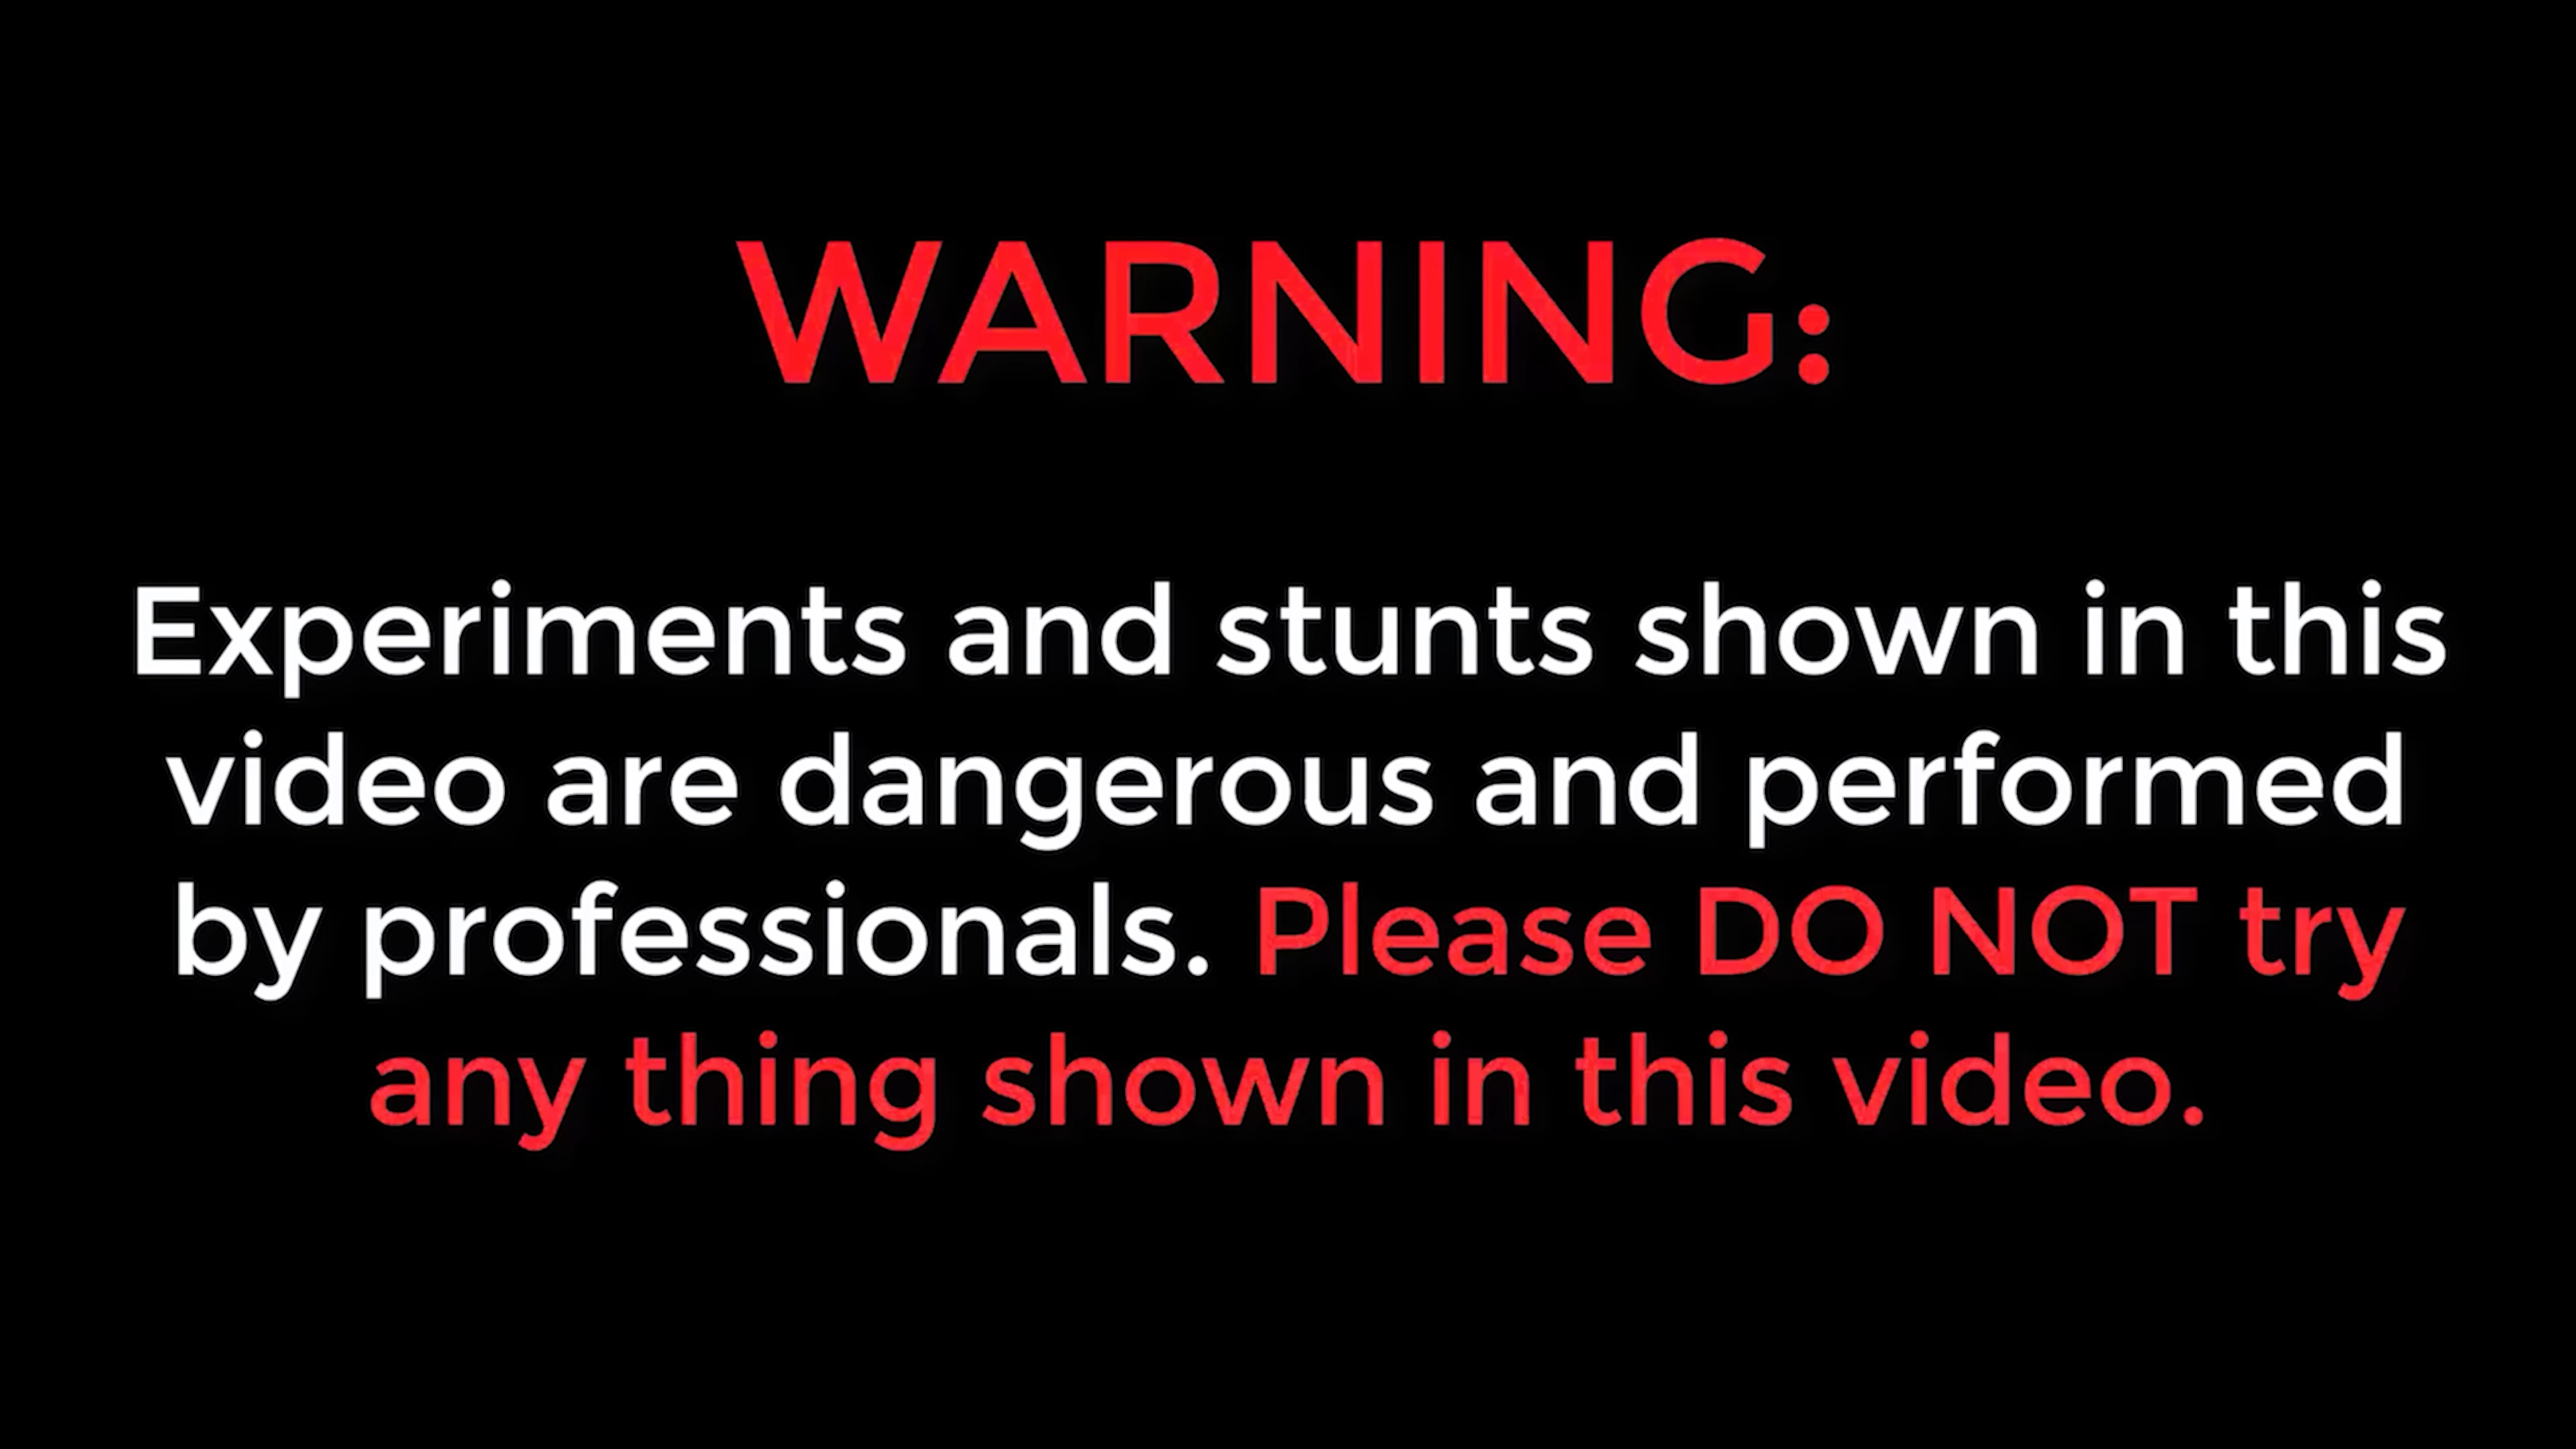 WARNING:
Experiments and stunts shown in this
video are dangerous and performed
by professionals. Please DO NOT try
any thing shown in this video.